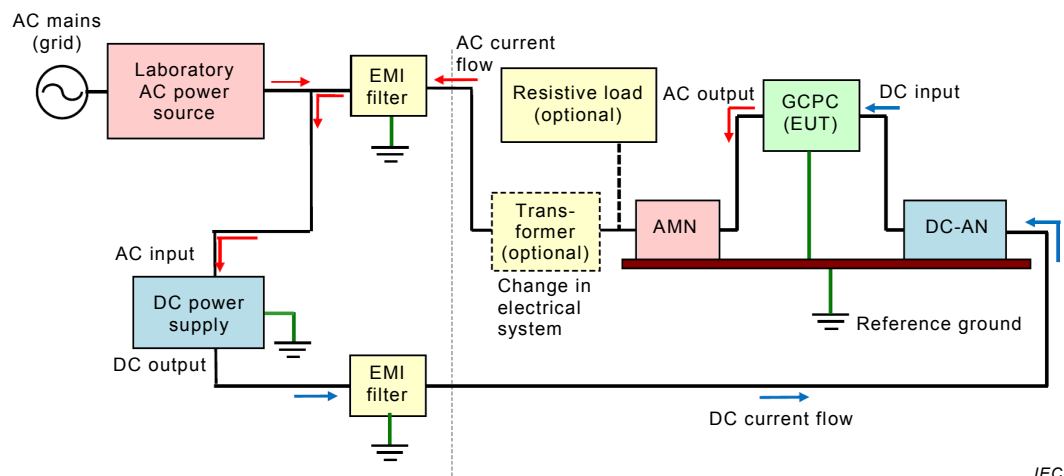 AC mains
(grid)
Laboratory
AC power
source
EMI
filter
AC current
flow
Resistive load
(optional)
AC output
GCPC
(EUT)
DC input
Trans-
former
(optional)
AMN
DC-AN
Change in
electrical
system
Reference ground
AC input
DC power
supply
DC output
EMI
filter
DC current flow
IEC